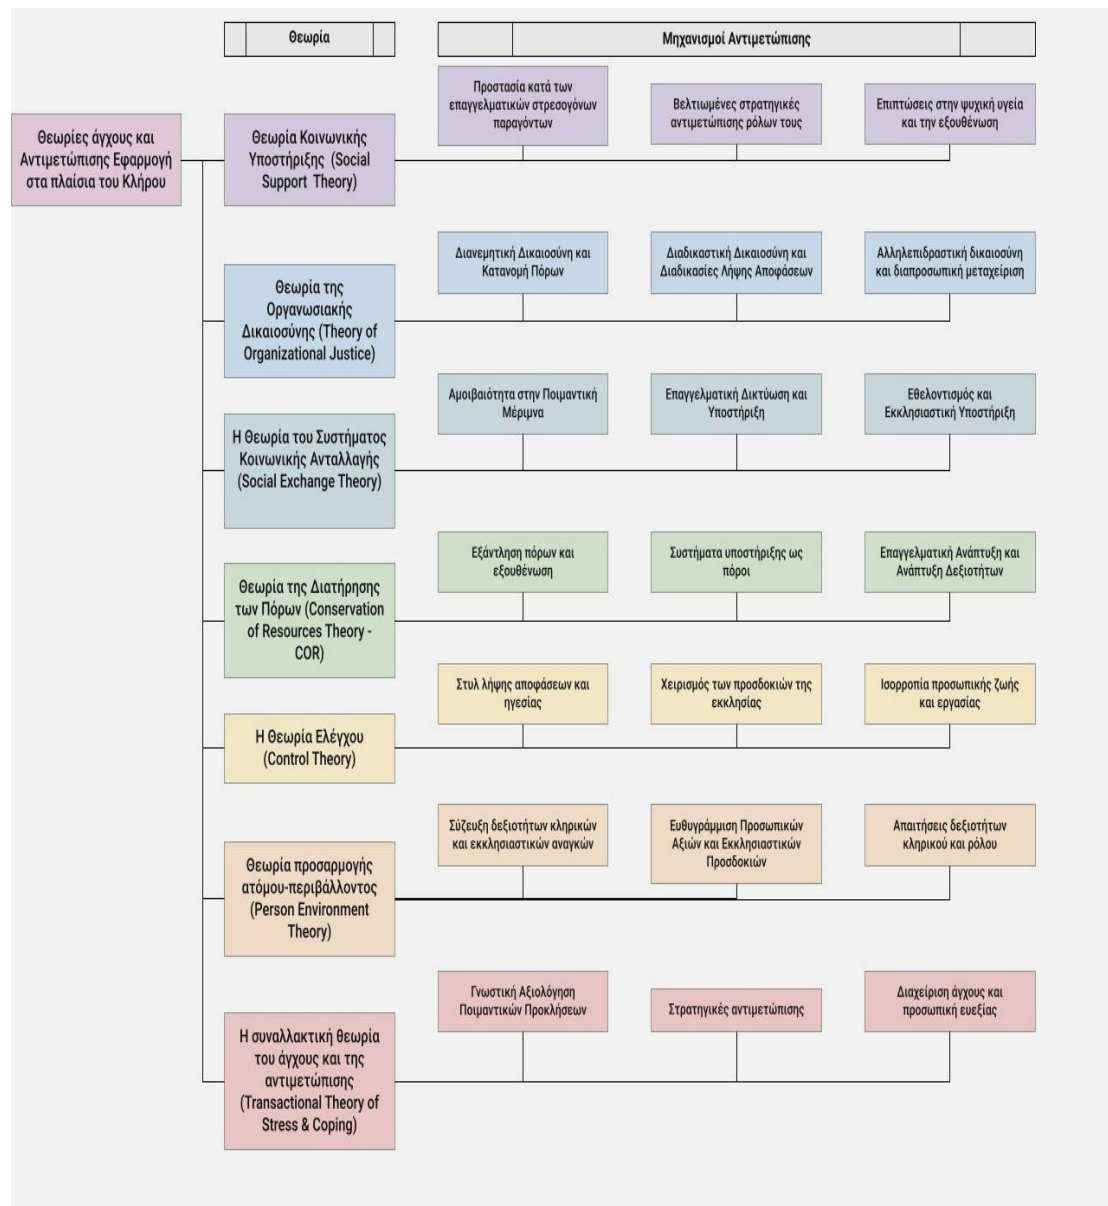 Θεωρία
Μηχανισμοί Αντιμετώπισης
Θεωρίες άγχους και
Αντιμετώπισης Εφαρμογή
στα πλαίσια του Κλήρου
Θεωρία Κοινωνικής
Υποστήριξης (Social
Support Theory)
Προστασία κατά των
επαγγελματικών στρεσογόνων
παραγόντων
Βελτιωμένες στρατηγικές
αντιμετώπισης ρόλων τους
Επιπτώσεις στην ψυχική υγεία
και την εξουθένωση
Θεωρία της
Οργανωσιακής
Δικαιοσύνης (Theory of
Organizational Justice)
Διανεμητική Δικαιοσύνη και
Κατανομή Πόρων
Διαδικαστική Δικαιοσύνη και
Διαδικασίες Λήψης Αποφάσεων
Αλληλεπιδραστική δικαιοσύνη
και διαπροσωπική μεταχείριση
Η Θεωρία του Συστήματος
Κοινωνικής Ανταλλαγής
(Social Exchange Theory)
Αμοιβαιότητα στην Ποιμαντική
Μέριμνα
Επαγγελματική Δικτύωση και
Υποστήριξη
Εθελοντισμός και
Εκκλησιαστική Υποστήριξη
Θεωρία της Διατήρησης
των Πόρων (Conservation
of Resources Theory -
COR)
Εξάντληση πόρων και
εξουθένωση
Συστήματα υποστήριξης ως
πόροι
Επαγγελματική Ανάπτυξη και
Ανάπτυξη Δεξιοτήτων
Η Θεωρία Ελέγχου
(Control Theory)
Στυλ λήψης αποφάσεων και
ηγεσίας
Χειρισμός των προσδοκιών της
εκκλησίας
Ισορροπία προσωπικής ζωής
και εργασίας
Θεωρία προσαρμογής
ατόμου-περιβάλλοντος
(Person Environment
Theory)
Σύζευξη δεξιοτήτων κληρικών
και εκκλησιαστικών αναγκών
Ευθυγράμμιση Προσωπικών
Αξιών και Εκκλησιαστικών
Προσδοκιών
Απαιτήσεις δεξιοτήτων
κληρικού και ρόλου
Η συναλλακτική θεωρία
του άγχους και της
αντιμετώπισης
(Transactional Theory of
Stress & Coping)
Γνωστική Αξιολόγηση
Ποιμαντικών Προκλήσεων
Στρατηγικές αντιμετώπισης
Διαχείριση άγχους και
προσωπική ευεξίας